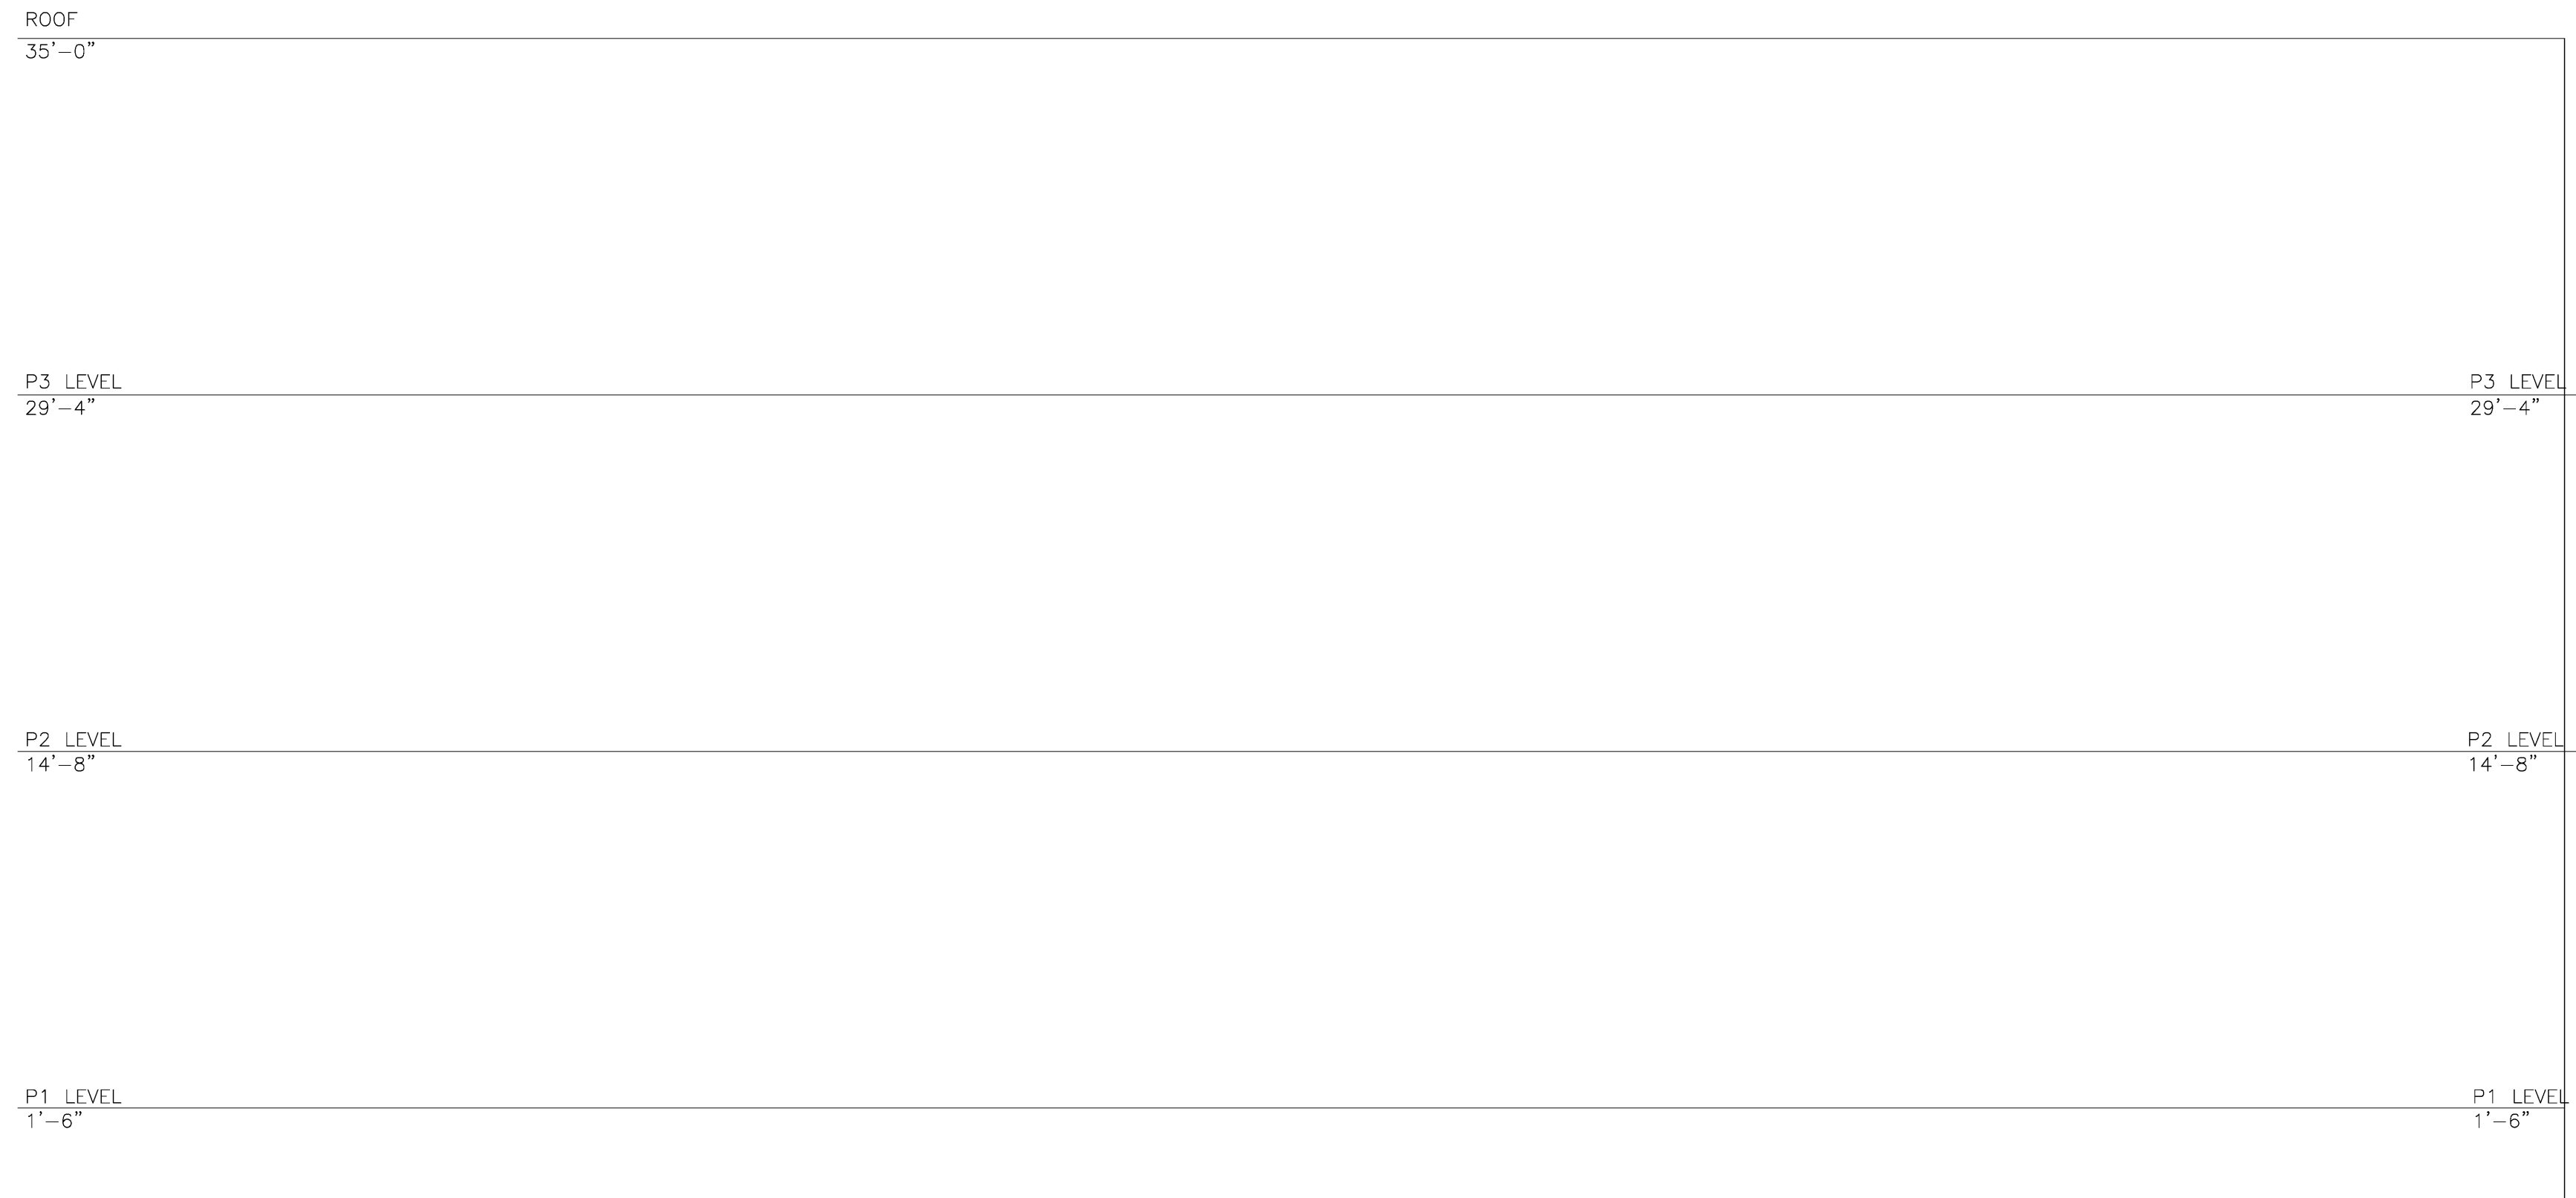 ROOF
35’-0”
P3 LEVEL
29’-4”
P3 LEVEL
29’-4”
P2 LEVEL
14’-8”
P2 LEVEL
14’-8”
P1 LEVEL
1’-6”
P1 LEVEL
1’-6”